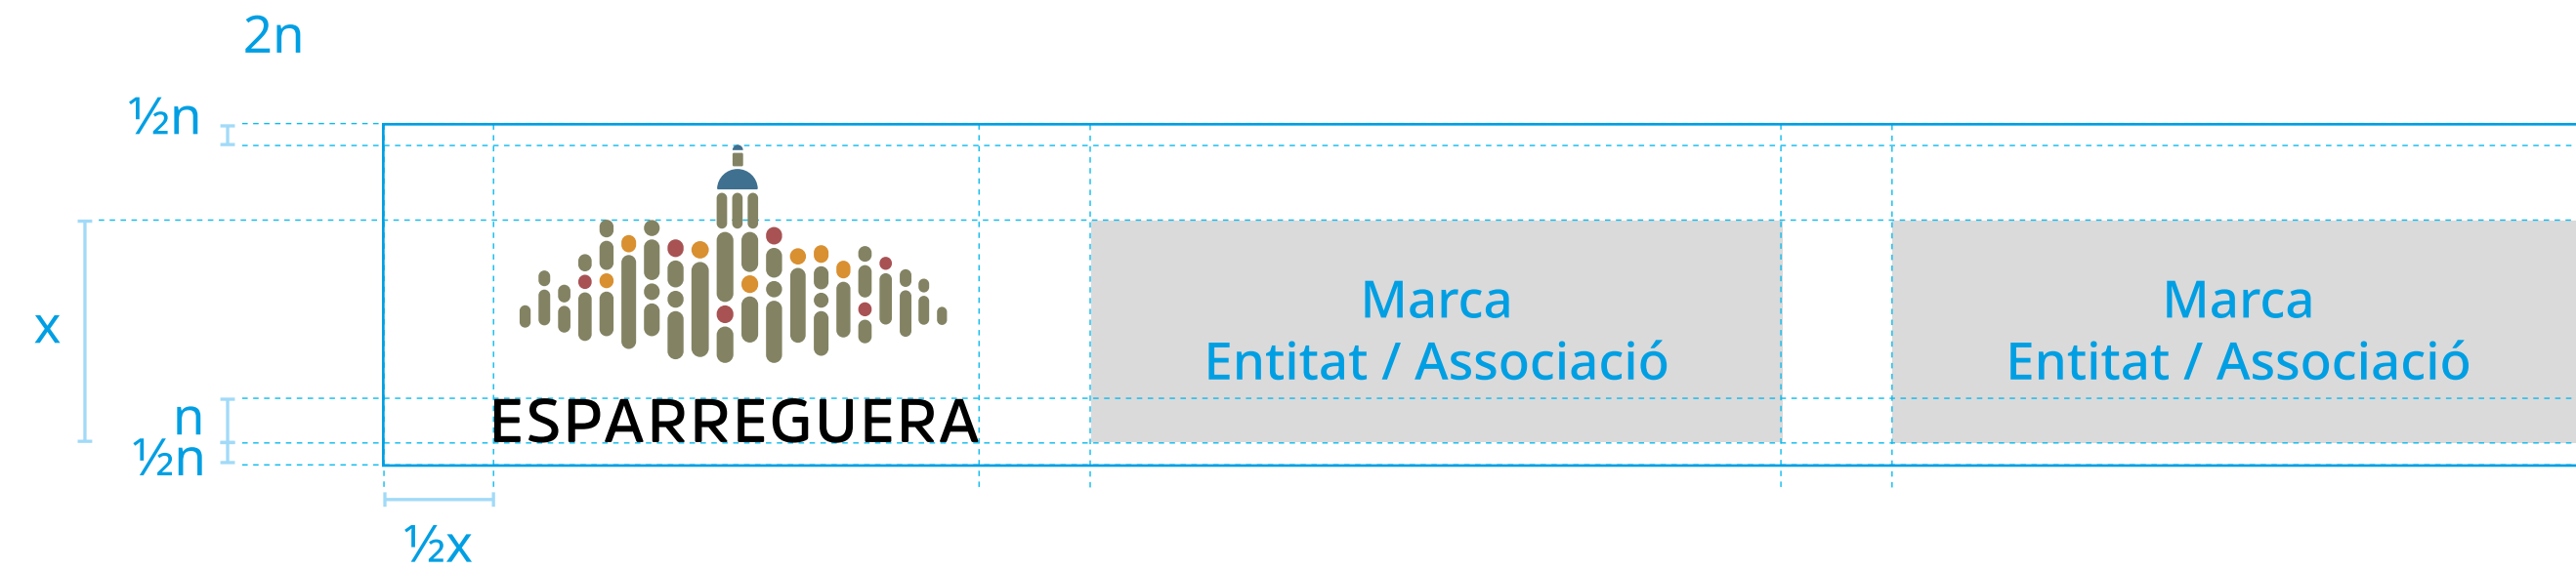 2n
½n
x
Marca
Entitat / Associació
Marca
Entitat / Associació
n
ESPARREGUERA
½n
½x